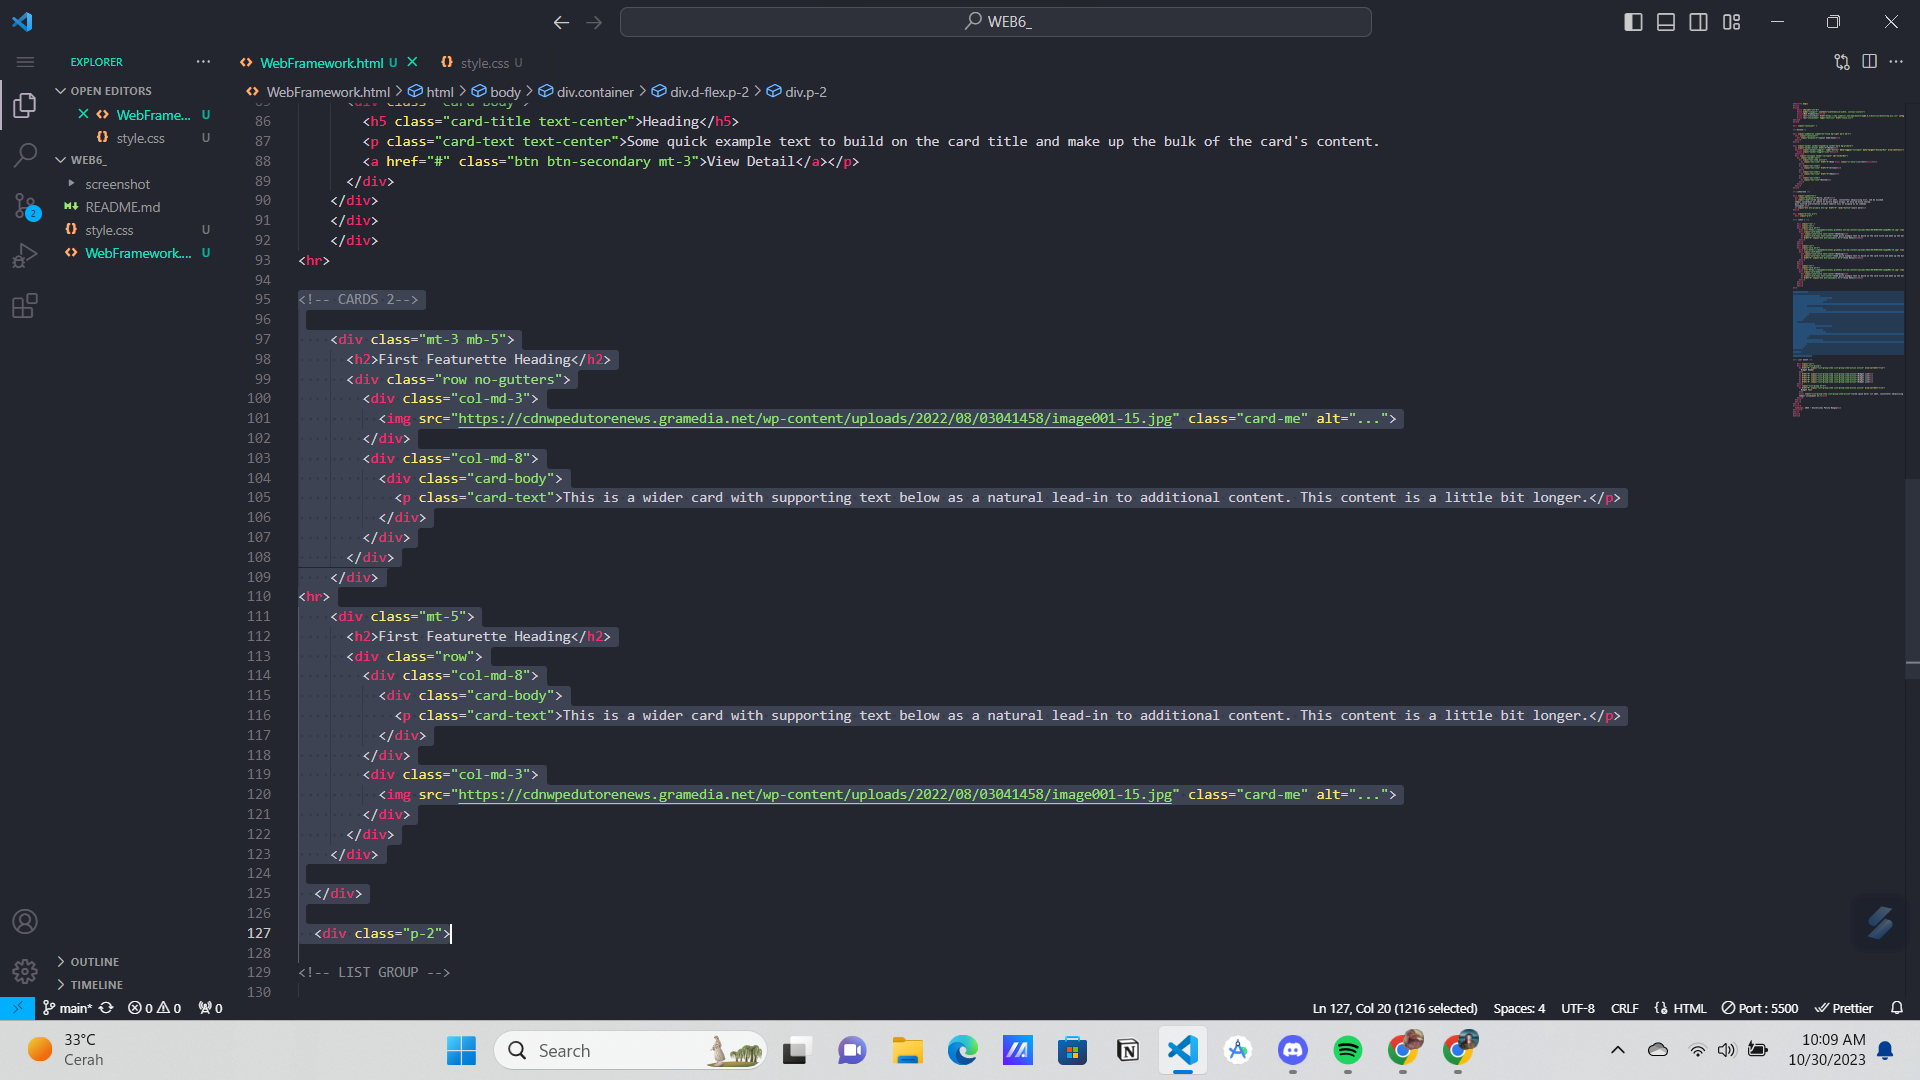 WEB6_
EXPLORER
WebFramework.html U
style.css U
OPEN EDITORS
WebFramework.html > html > body > div.container > div.d-flex.p-2 > div.p-2
WebFrame... U
style.css U
WEB6_
screenshot
README.md
style.css U
WebFramework.... U
2
86 <h5 class="card-title text-center">Heading</h5>
87 <p class="card-text text-center">Some quick example text to build on the card title and make up the bulk of the card's content.
88 <a href="#" class="btn btn-secondary mt-3">View Detail</a></p>
89 </div>
90 </div>
91 </div>
92 </div>
93 <hr>
94
95 <!-- CARDS 2-->
96
97 <div class="mt-3 mb-5">
98 <h2>First Featurette Heading</h2>
99 <div class="row no-gutters">
100 <div class="col-md-3">
101 <img src="https://cdnwpedutorenews.gramedia.net/wp-content/uploads/2022/08/03041458/image001-15.jpg" class="card-me" alt="...">
102 </div>
103 <div class="col-md-8">
104 <div class="card-body">
105 <p class="card-text">This is a wider card with supporting text below as a natural lead-in to additional content. This content is a little bit longer.</p>
106 </div>
107 </div>
108 </div>
109 </div>
110 <hr>
111 <div class="mt-5">
112 <h2>First Featurette Heading</h2>
113 <div class="row">
114 <div class="col-md-8">
115 <div class="card-body">
116 <p class="card-text">This is a wider card with supporting text below as a natural lead-in to additional content. This content is a little bit longer.</p>
117 </div>
118 </div>
119 <div class="col-md-3">
120 <img src="https://cdnwpedutorenews.gramedia.net/wp-content/uploads/2022/08/03041458/image001-15.jpg" class="card-me" alt="...">
121 </div>
122 </div>
123 </div>
124
125 </div>
126
127 <div class="p-2">
128
129 <!-- LIST GROUP -->
130
OUTLINE
TIMELINE
main* 0 0 0
Ln 127, Col 20 (1216 selected) Spaces: 4 UTF-8 CRLF HTML Port : 5500 Prettier
33°C
Cerah
Search
10:09 AM
10/30/2023